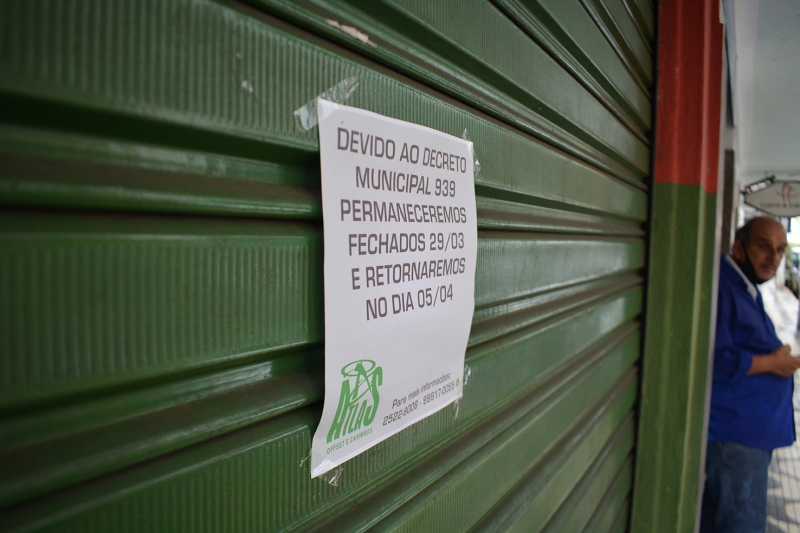 DEVIDO AO DECRETO
MUNICIPAL 939
PERMANECEREMOS
FECHADOS 29/03
E RETORNAREMOS
NO DIA 05/04
ATLAS
OFFSET E CARIMBOS
Para mais informações:
2522-9008 - 99917-0055